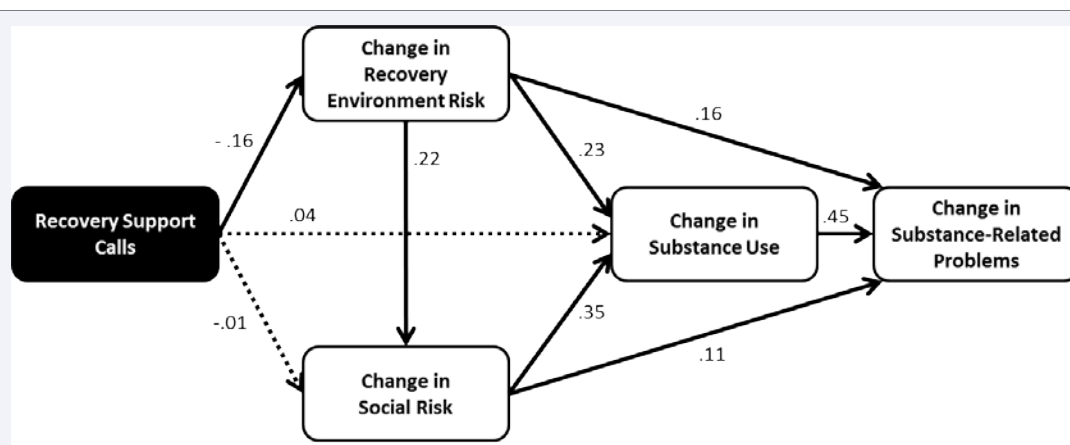 Change in
Recovery
Environment Risk
- .16
.22
.23
.16
Recovery Support
Calls
.04
Change in
Substance Use
.45
Change in
Substance-Related
Problems
-.01
.35
.11
Change in
Social Risk